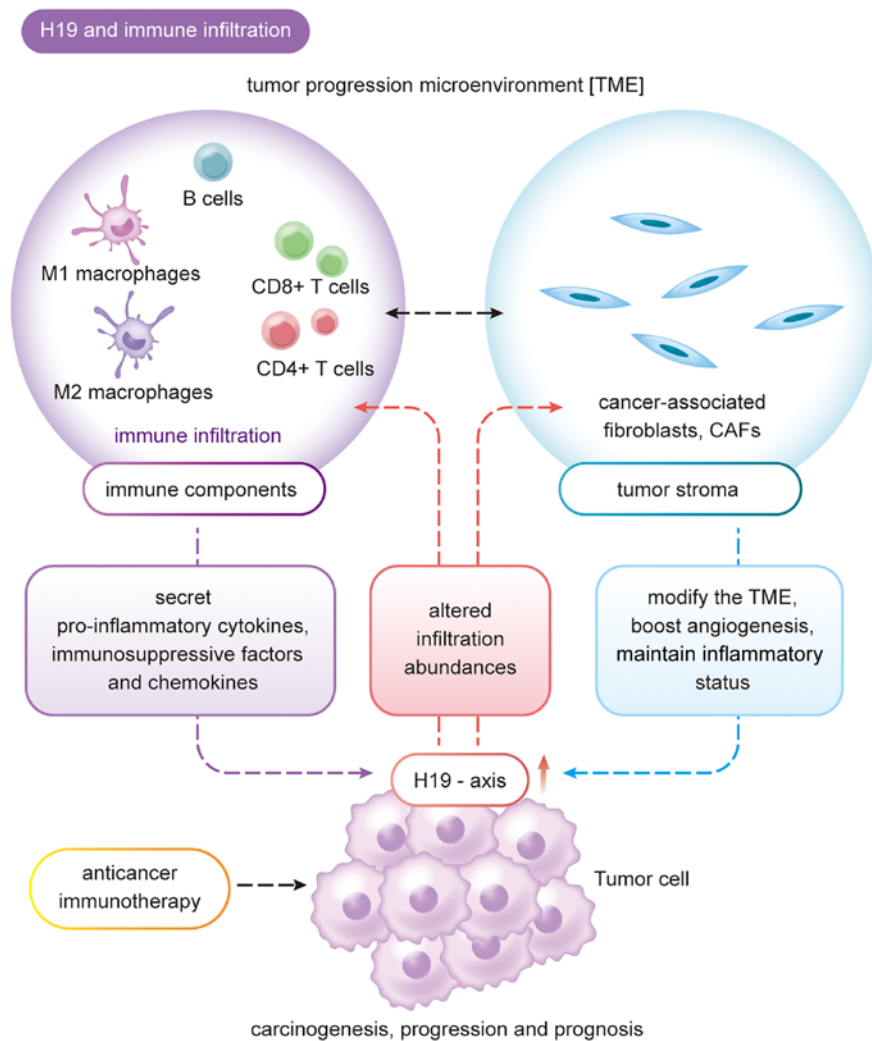 H19 and immune infiltration
tumor progression microenvironment [TME]
B cells
M1 macrophages
CD8+ T cells
M2 macrophages
CD4+ T cells
immune infiltration
immune components
cancer-associated
fibroblasts, CAFs
tumor stroma
secret
pro-inflammatory cytokines,
immunosuppressive factors
and chemokines
altered
infiltration
abundances
modify the TME,
boost angiogenesis,
maintain inflammatory
status
H19 - axis
anticancer
immunotherapy
Tumor cell
carcinogenesis, progression and prognosis